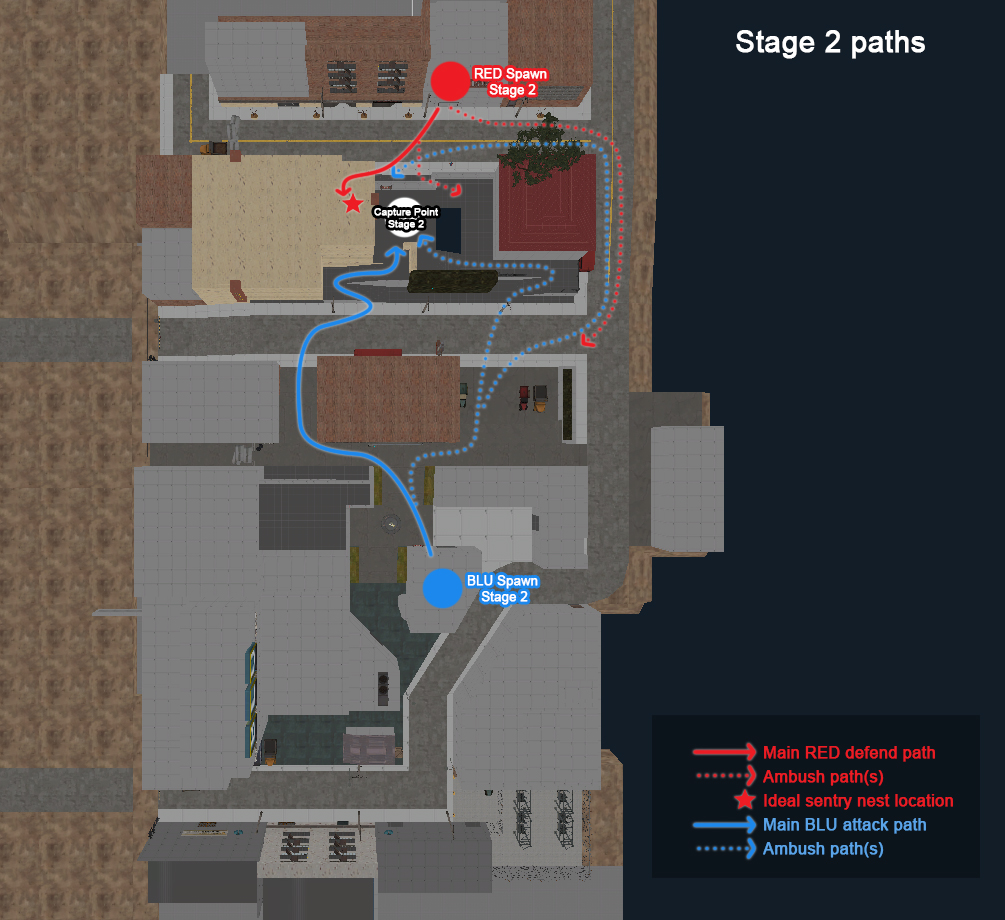 Stage 2 paths
RED Spawn
Stage 2
Capture Point
Stage 2
BLU Spawn
Stage 2
Main RED defend path
Ambush path(s)
Ideal sentry nest location
Main BLU attack path
Ambush path(s)